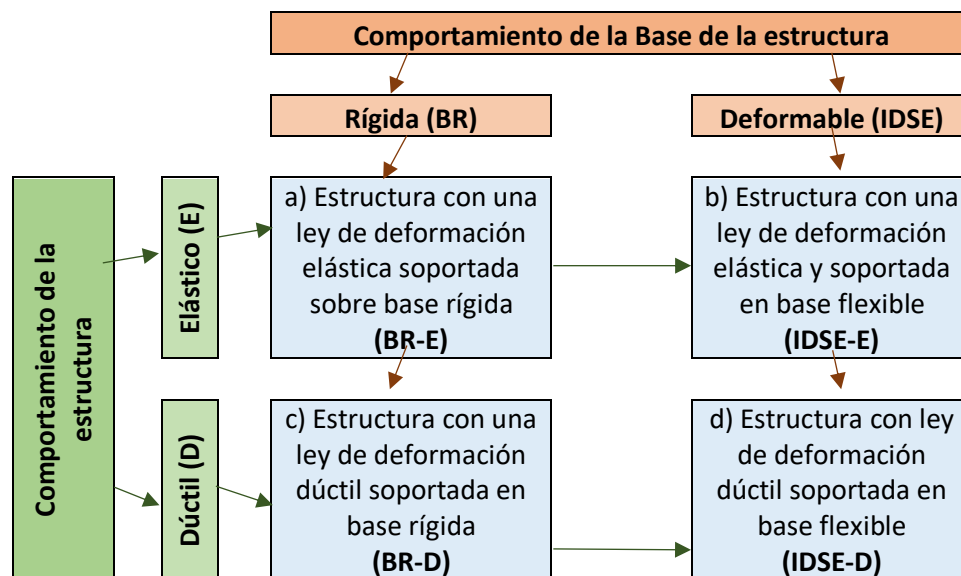 Comportamiento de la Base de la estructura
Rígida (BR)
Deformable (IDSE)
Comportamiento de la
estructura
Elástico (E)
a) Estructura con una
ley de deformación
elástica soportada
sobre base rígida
(BR-E)
b) Estructura con una
ley de deformación
elástica y soportada
en base flexible
(IDSE-E)
Dúctil (D)
c) Estructura con una
ley de deformación
dúctil soportada en
base rígida
(BR-D)
d) Estructura con ley
de deformación
dúctil soportada en
base flexible
(IDSE-D)